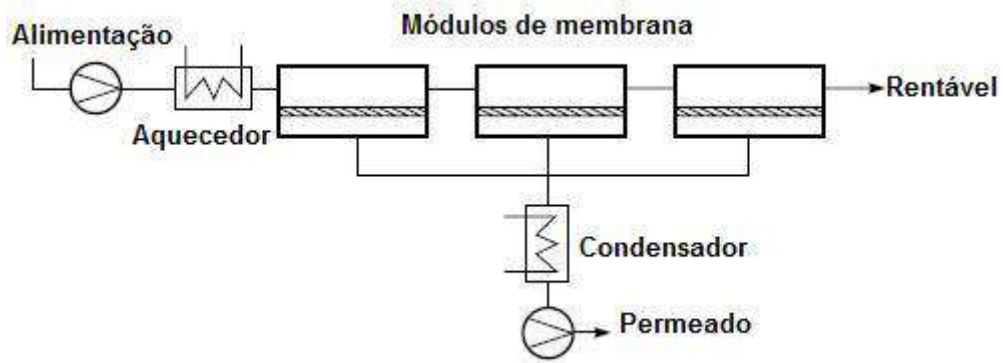 Módulos de membrana
Alimentação
Aquecedor
Rentável
Condensador
Permeado